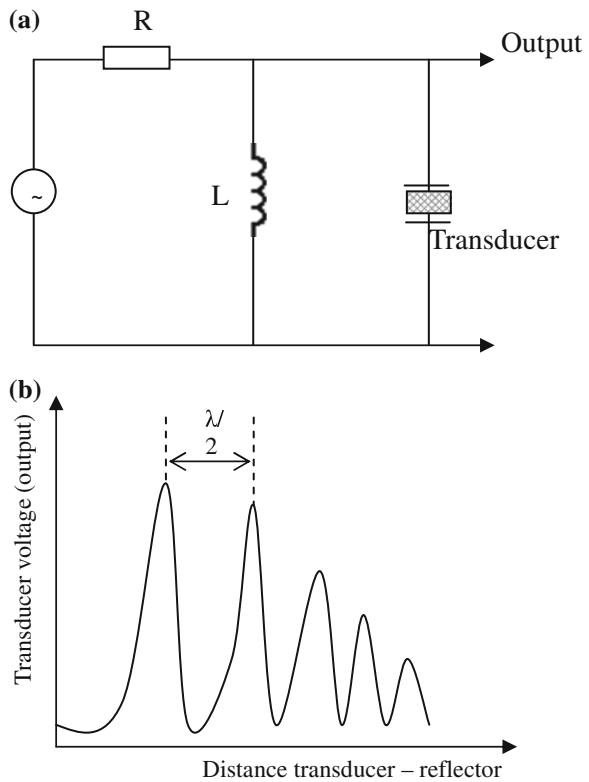 (a)
R
Output
L
~
Transducer
(b)
λ/
2
Transducer voltage (output)
Distance transducer – reflector